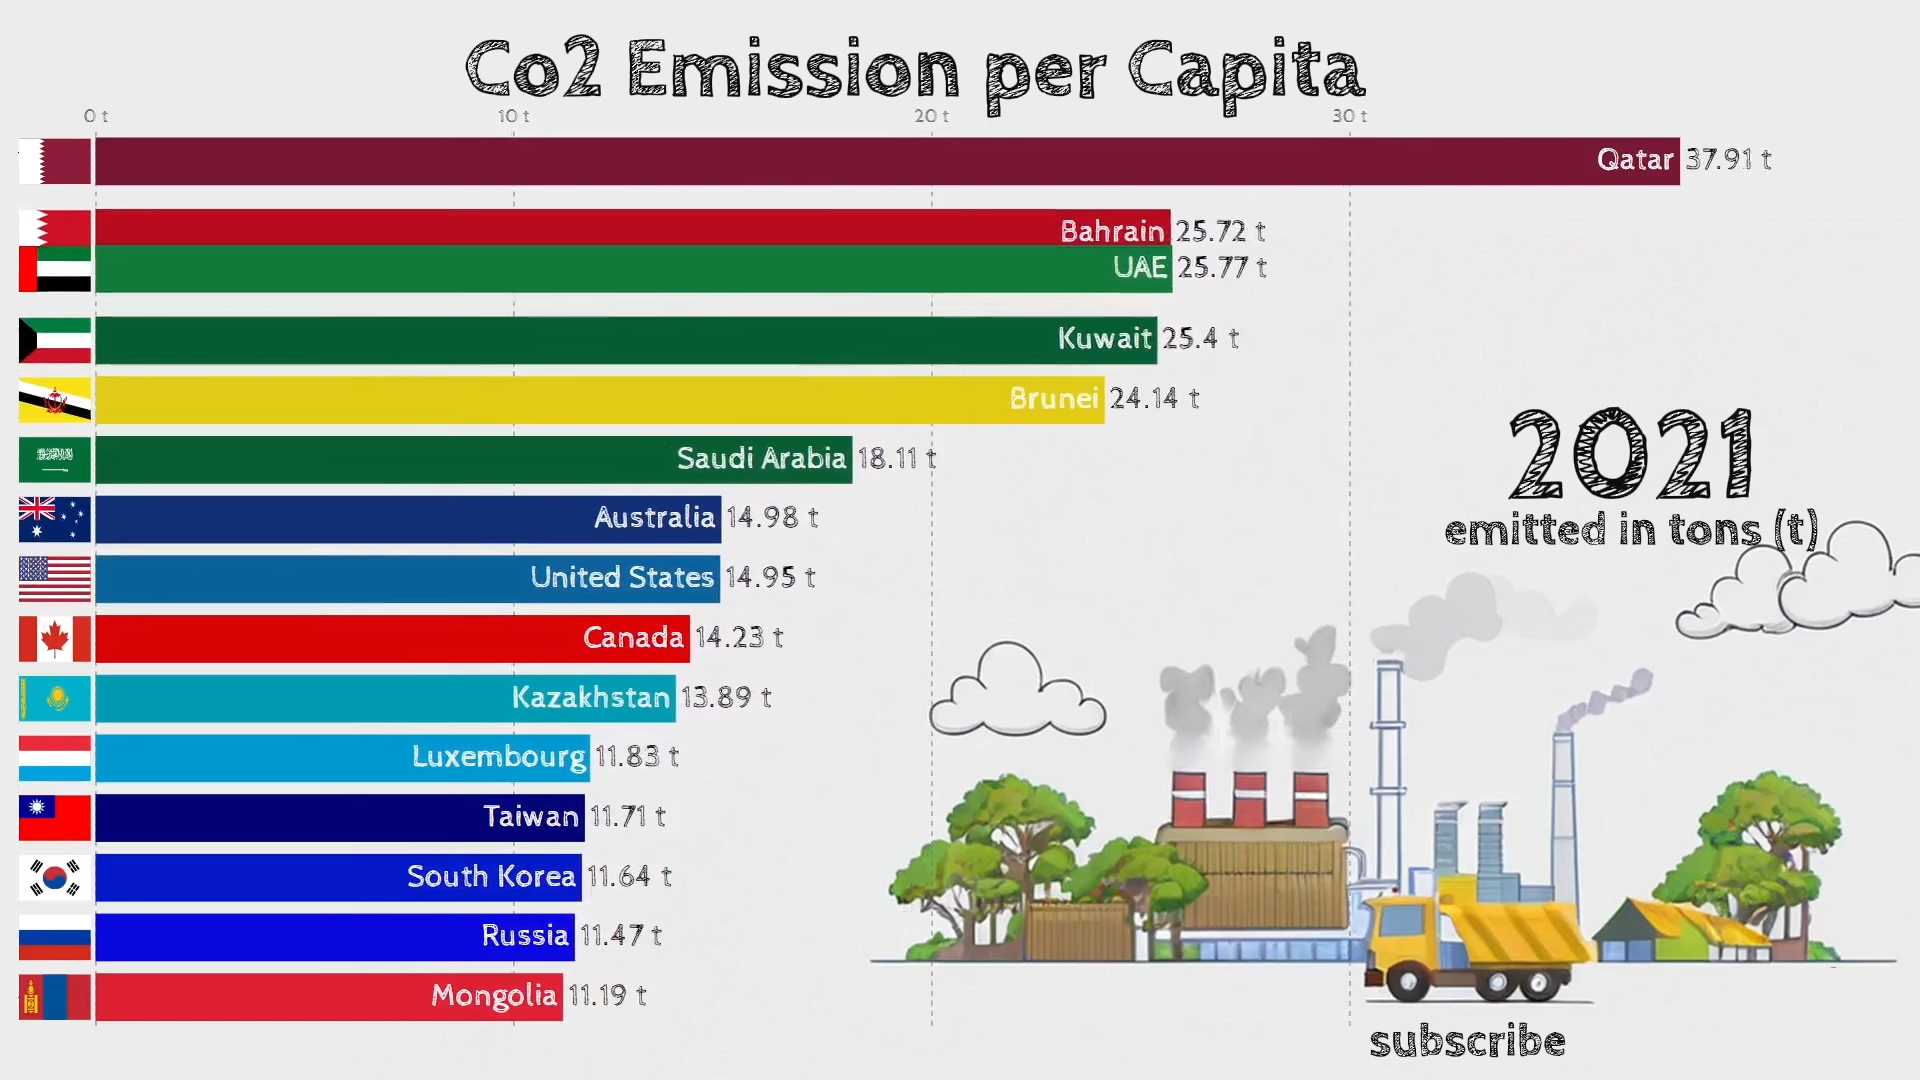 Co2 Emission per Capita
0 t 10 t 20 t 30 t
Qatar 37.91 t
Bahrain 25.72 t
UAE 25.77 t
Kuwait 25.4 t
Brunei 24.14 t
Saudi Arabia 18.11 t
Australia 14.98 t
United States 14.95 t
Canada 14.23 t
Kazakhstan 13.89 t
Luxembourg 11.83 t
Taiwan 11.71 t
South Korea 11.64 t
Russia 11.47 t
Mongolia 11.19 t
2021
emitted in tons (t)
subscribe